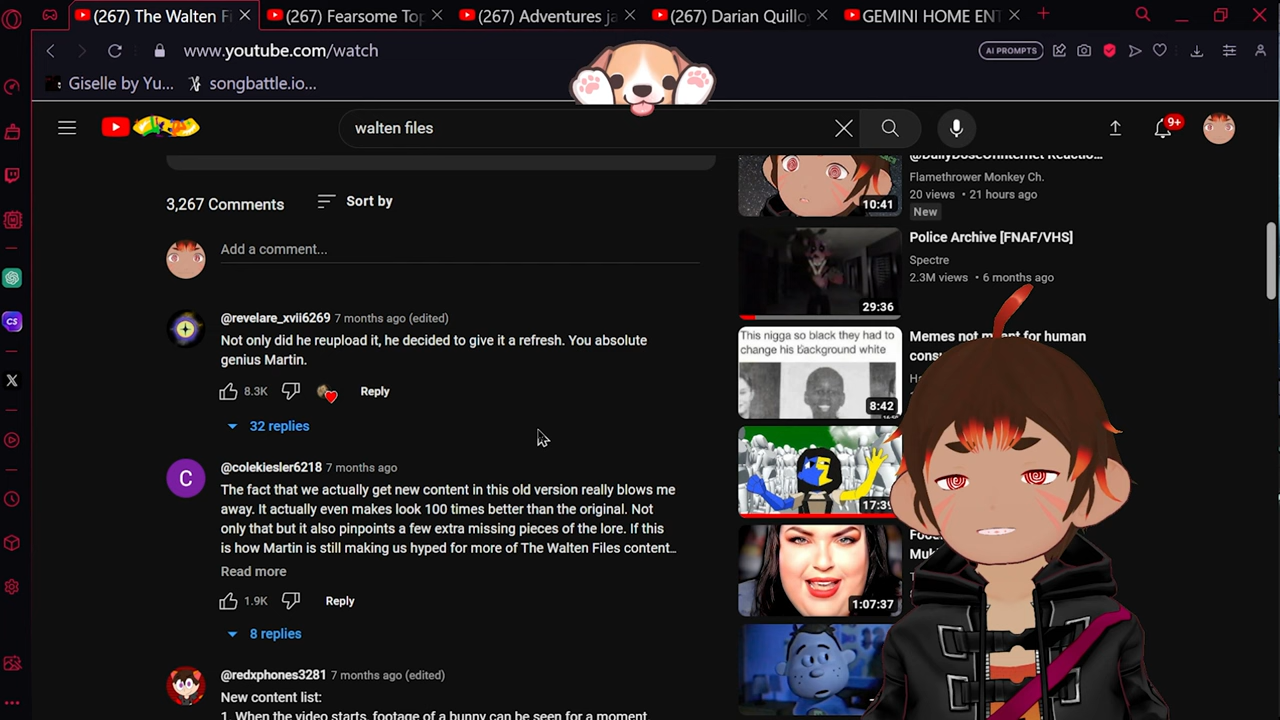 (267) The Walten Fi
(267) Fearsome Top
(267) Adventures ja
(267) Darian Quilloy
GEMINI HOME ENT
www.youtube.com/watch
AI PROMPTS
Giselle by Yu...
songbattle.io...
walten files
9+
3,267 Comments
Sort by
Add a comment...
@revelare_xvii6269 7 months ago (edited)
Not only did he reupload it, he decided to give it a refresh. You absolute
genius Martin.
8.3K
Reply
32 replies
C
@colekiesler6218 7 months ago
The fact that we actually get new content in this old version really blows me
away. It actually even makes look 100 times better than the original. Not
only that but it also pinpoints a few extra missing pieces of the lore. If this
is how Martin is still making us hyped for more of The Walten Files content…
Read more
1.9K
Reply
8 replies
@redxphones3281 7 months ago (edited)
New content list:
1. When the video starts, footage of a bunny can be seen for a moment
@DailyDoseOfInternet Reactio...
Flamethrower Monkey Ch.
20 views • 21 hours ago
New
10:41
Police Archive [FNAF/VHS]
Spectre
2.3M views • 6 months ago
29:36
This nigga so black they had to
change his background white
8:42
Memes not meant for human
cons
17:39
1:07:37
CS